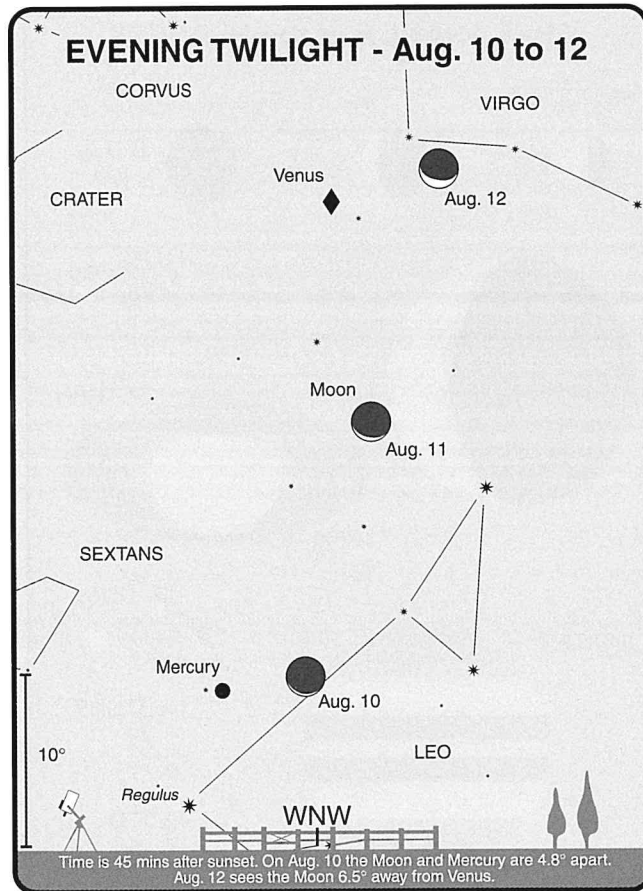 EVENING TWILIGHT - Aug. 10 to 12
CORVUS
VIRGO
Venus
CRATER
Aug. 12
Moon
Aug. 11
SEXTANS
Mercury
Aug. 10
10°
LEO
Regulus
WNW
Time is 45 mins after sunset. On Aug. 10 the Moon and Mercury are 4.8° apart.
Aug. 12 sees the Moon 6.5° away from Venus.